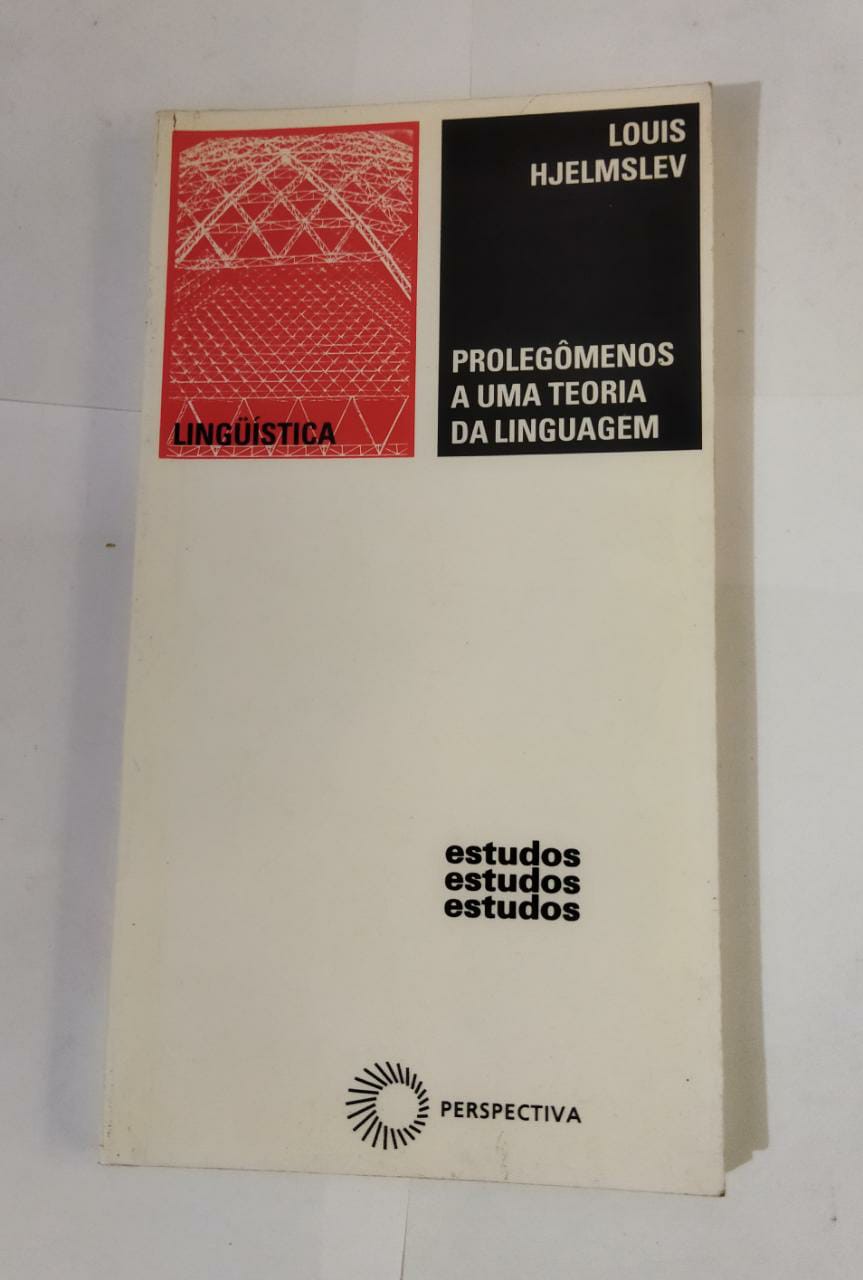 LOUIS
HJELMSLEV
PROLEGÔMENOS
A UMA TEORIA
DA LINGUAGEM
LINGÜÍSTICA
estudos
estudos
estudos
PERSPECTIVA